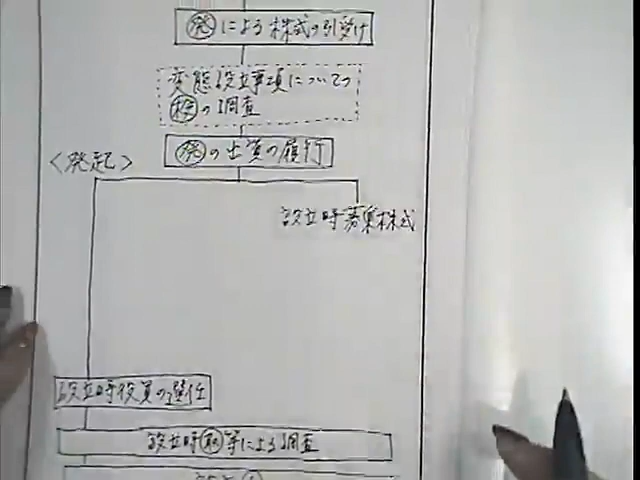 発による株式の引受け
変態設立事項についての
検の調査
発の出資の履行
<発起>
設立時募集株式
設立時役員の選任
設立時取等による調査